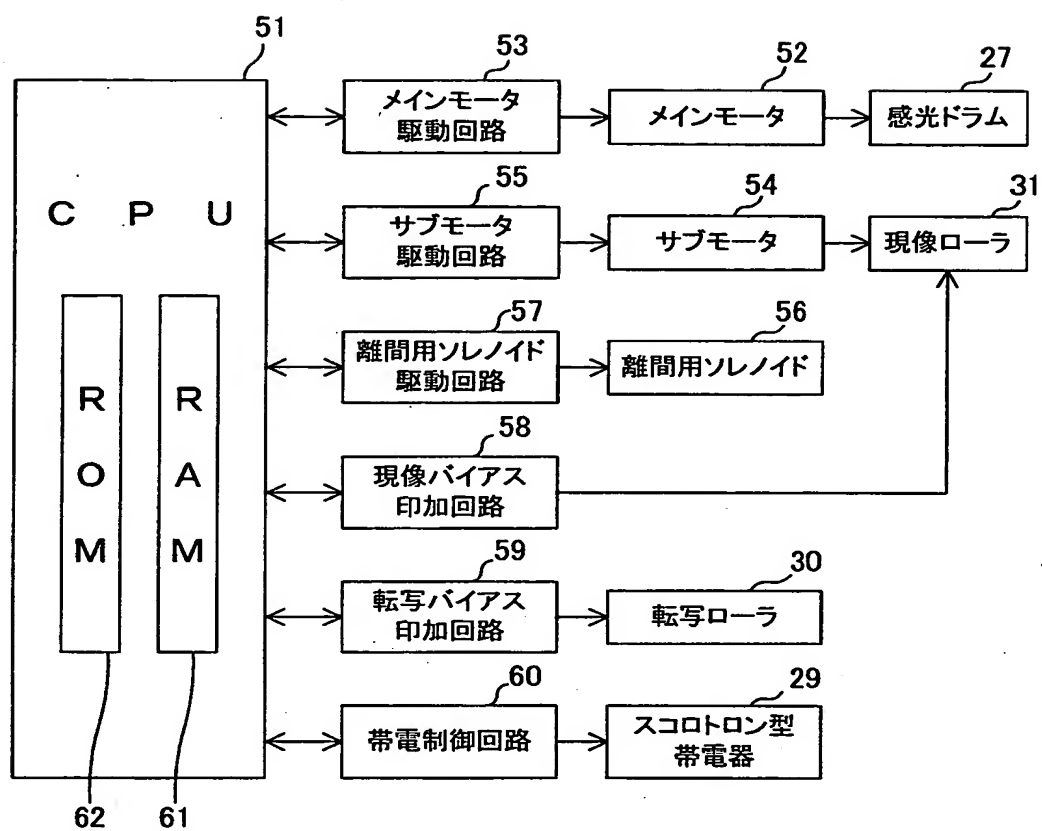 51
53
52
27
メインモータ
駆動回路
メインモータ
感光ドラム
CPU
55
54
31
サブモータ
駆動回路
サブモータ
現像ローラ
57
56
離間用ソレノイド
駆動回路
離間用ソレノイド
ROM
RAM
58
現像バイアス
印加回路
59
30
転写バイアス
印加回路
転写ローラ
60
29
帯電制御回路
スコロトロン型
帯電器
62
61